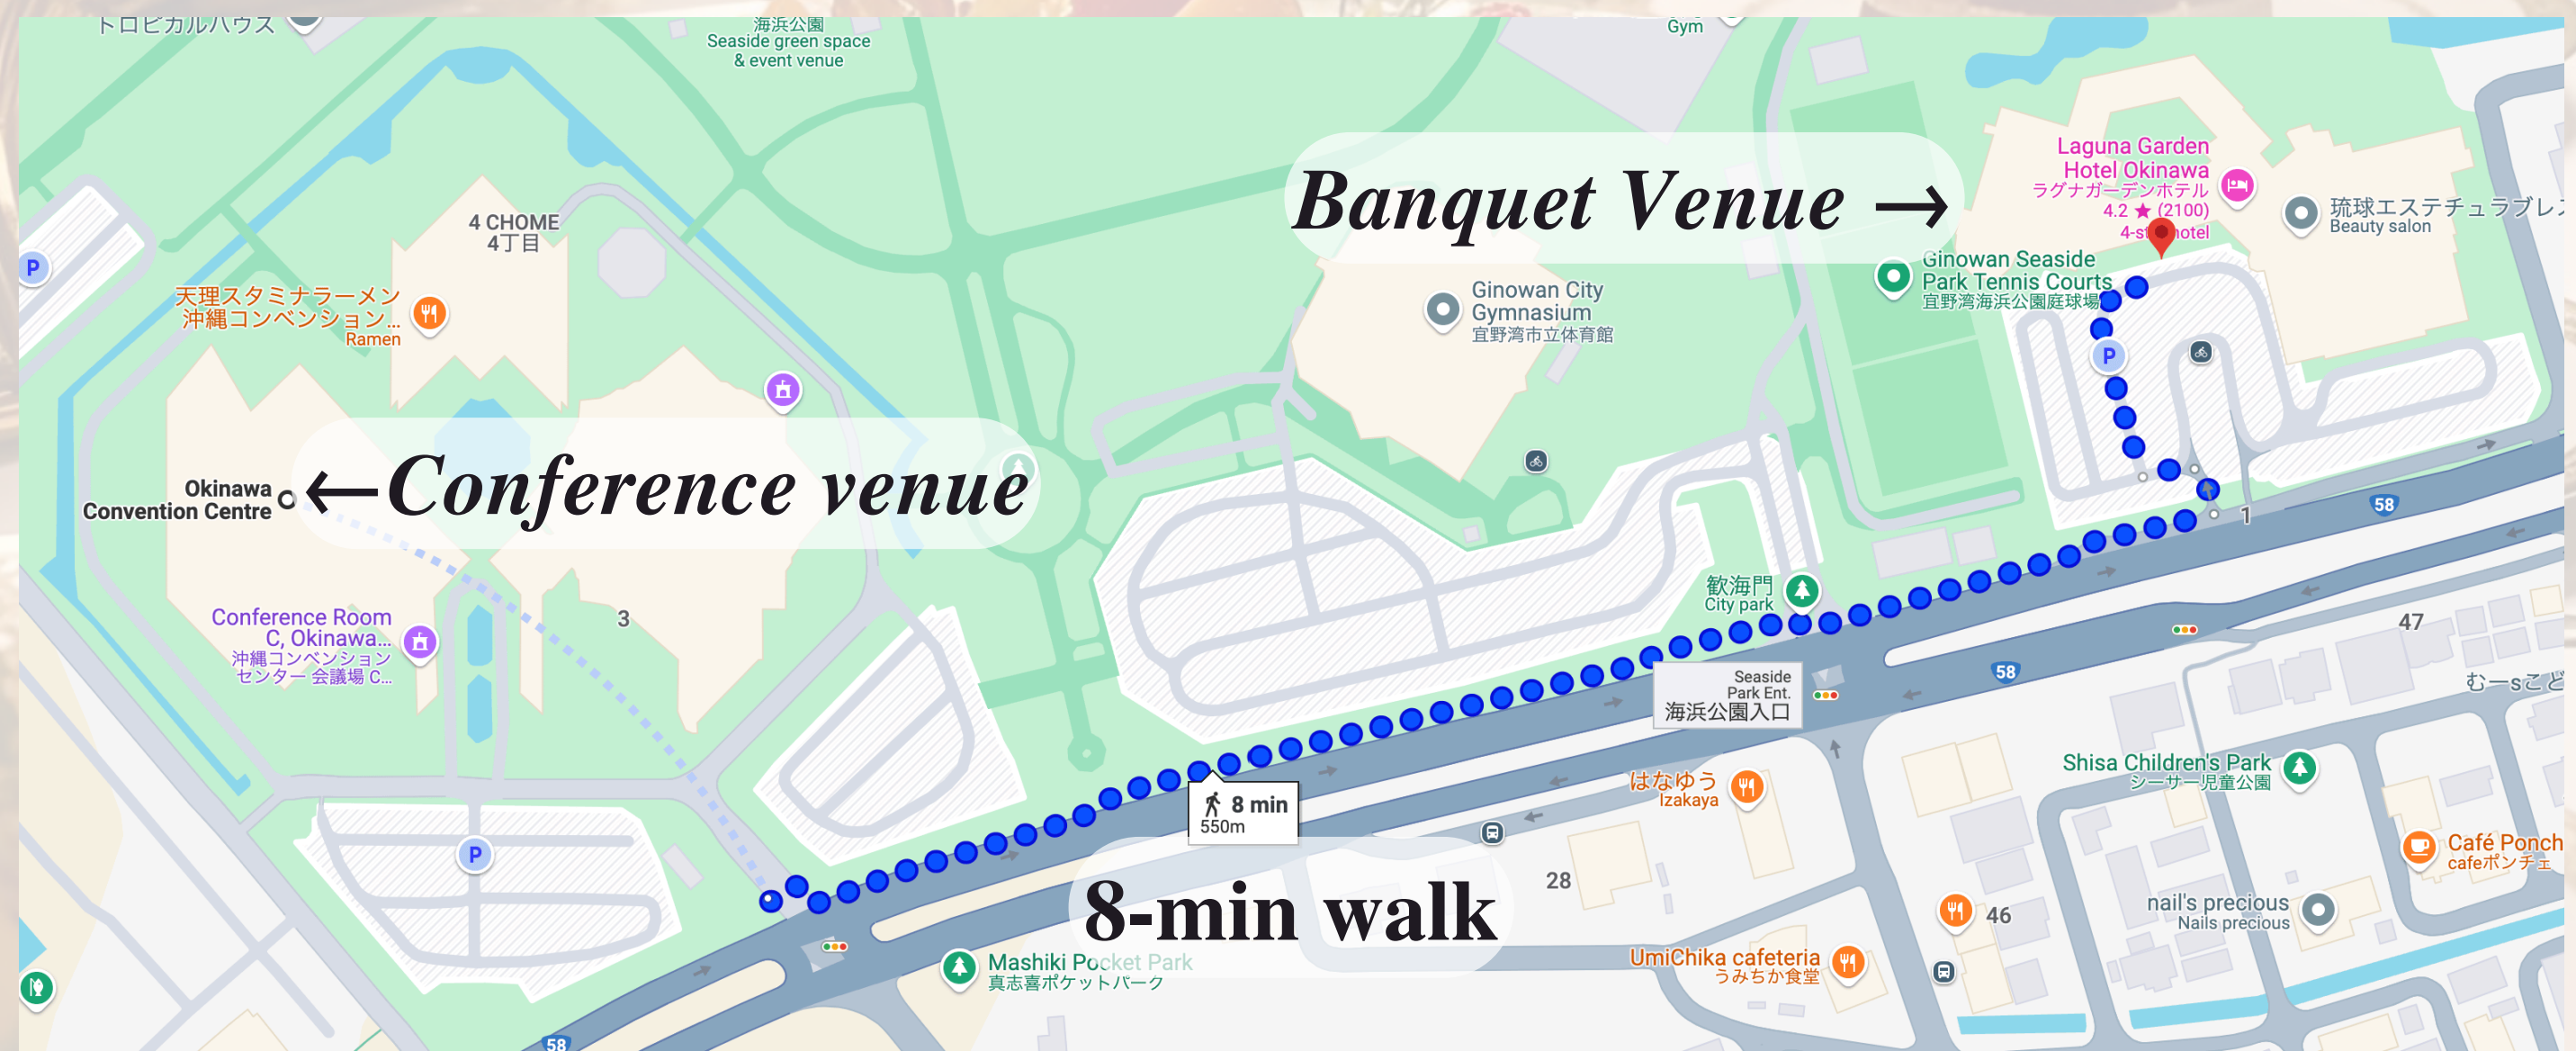 トロピカルハウス
海浜公園
Seaside green space
& event venue
Gym
4 CHOME
4丁目
天理スタミナラーメン
沖縄コンベンション...
Ramen
P
Okinawa
Convention Centre
←Conference venue
Conference Room
C, Okinawa...
沖縄コンベンション
センター 会議場 C...
3
P
Banquet Venue →
Ginowan City
Gymnasium
宜野湾市立体育館
Laguna Garden
Hotel Okinawa
ラグナガーデンホテル
4.2 ★ (2100)
Ginowan Seaside
Park Tennis Courts
宜野湾海浜公園庭球場
P
琉球エステチュラブレ
Beauty salon
歓海門
City park
Seaside
Park Ent.
海浜公園入口
1
58
58
47
むーsこど
8 min
550m
8-min walk
はなゆう
Izakaya
28
Shisa Children's Park
シーサー児童公園
Café Ponch
cafeポンチェ
nail's precious
Nails precious
46
UmiChika cafeteria
うみちか食堂
Mashiki Pocket Park
真志喜ポケットパーク
58